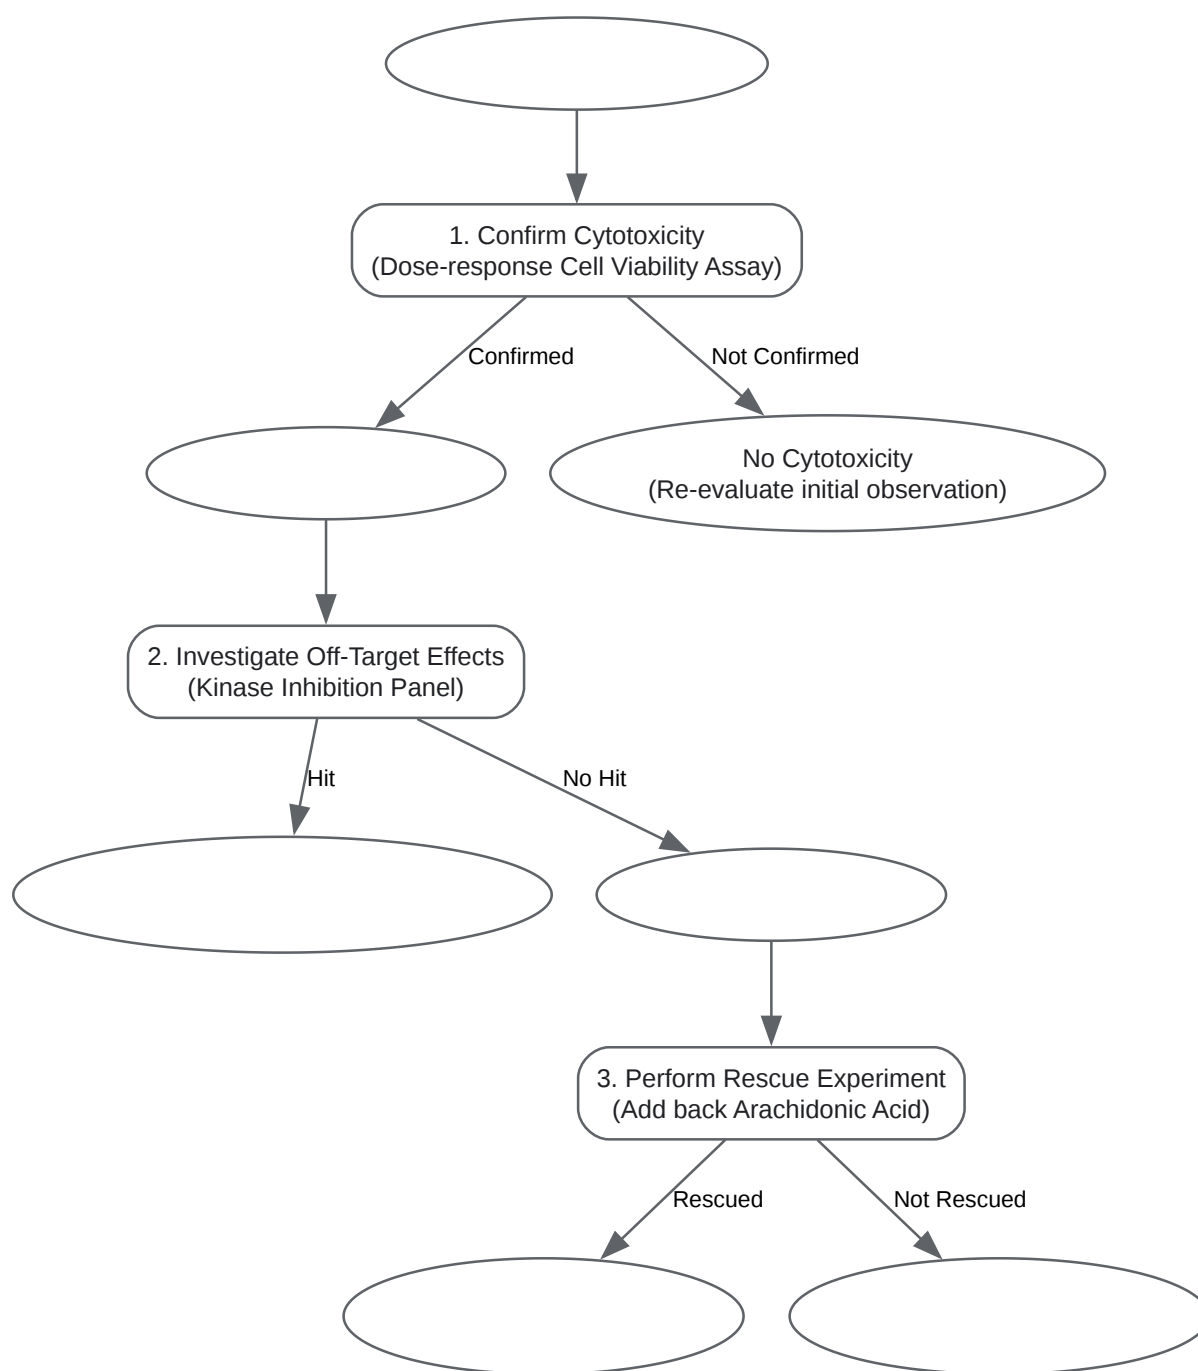 1. Confirm Cytotoxicity
(Dose-response Cell Viability Assay)
Confirmed
Not Confirmed
No Cytotoxicity
(Re-evaluate initial observation)
2. Investigate Off-Target Effects
(Kinase Inhibition Panel)
Hit
No Hit
3. Perform Rescue Experiment
(Add back Arachidonic Acid)
Rescued
Not Rescued